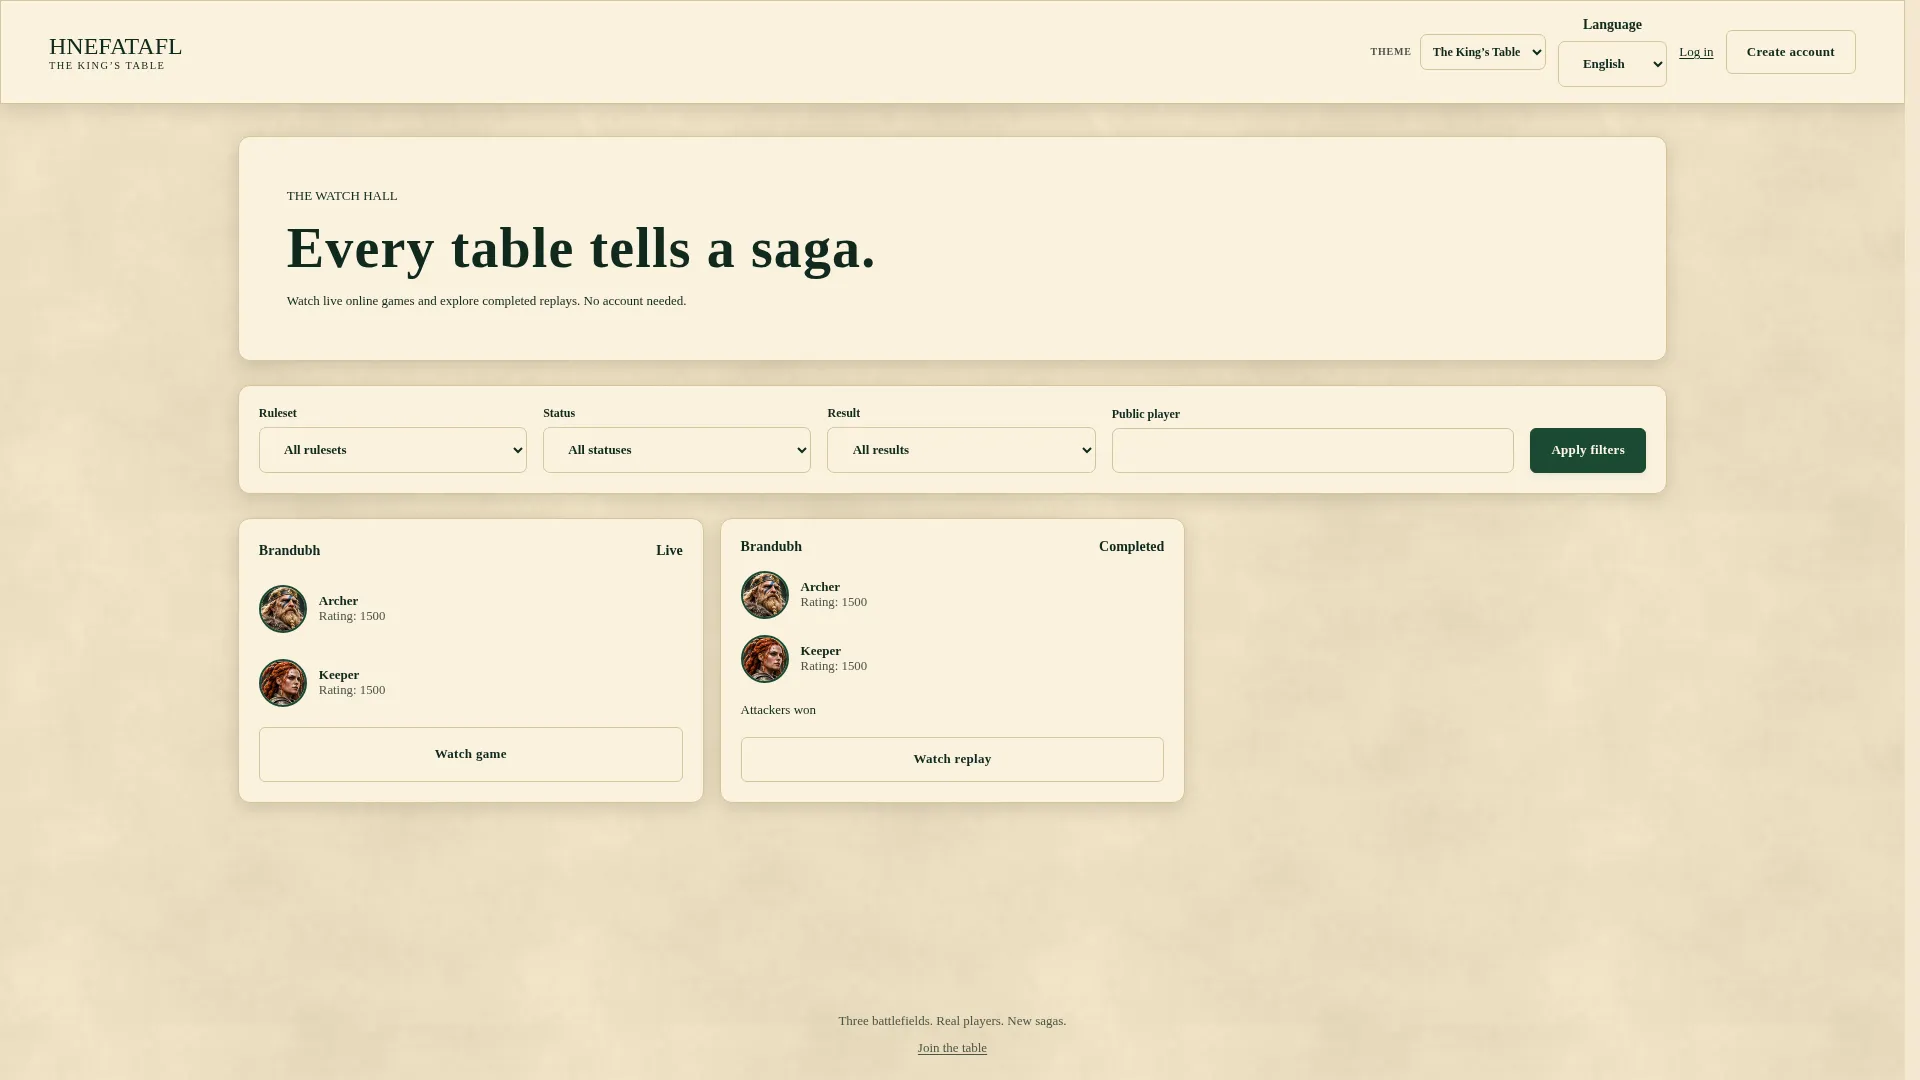 HNEFATAFL
THE KING’S TABLE
THEME
The King’s Table
Language
English
Log in
Create account
THE WATCH HALL
Every table tells a saga.
Watch live online games and explore completed replays. No account needed.
Ruleset
All rulesets
Status
All statuses
Result
All results
Public player
Apply filters
Brandubh
Live
Archer
Rating: 1500
Keeper
Rating: 1500
Watch game
Brandubh
Completed
Archer
Rating: 1500
Keeper
Rating: 1500
Attackers won
Watch replay
Three battlefields. Real players. New sagas.
Join the table